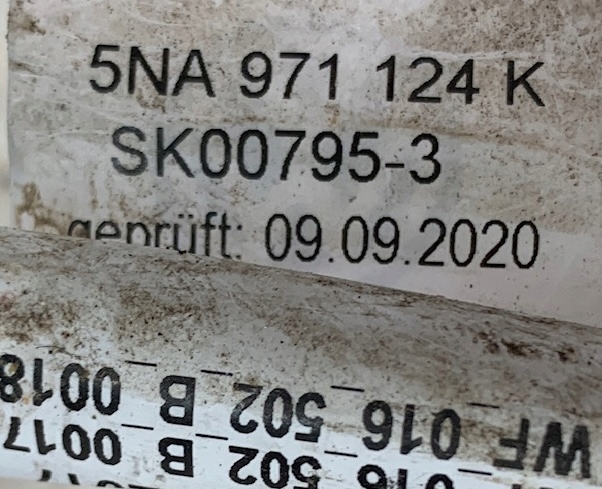 5NA 971 124 K
SK00795-3
geprüft: 09.09.2020
WF_016_502_B_0018
016_502_B_0017